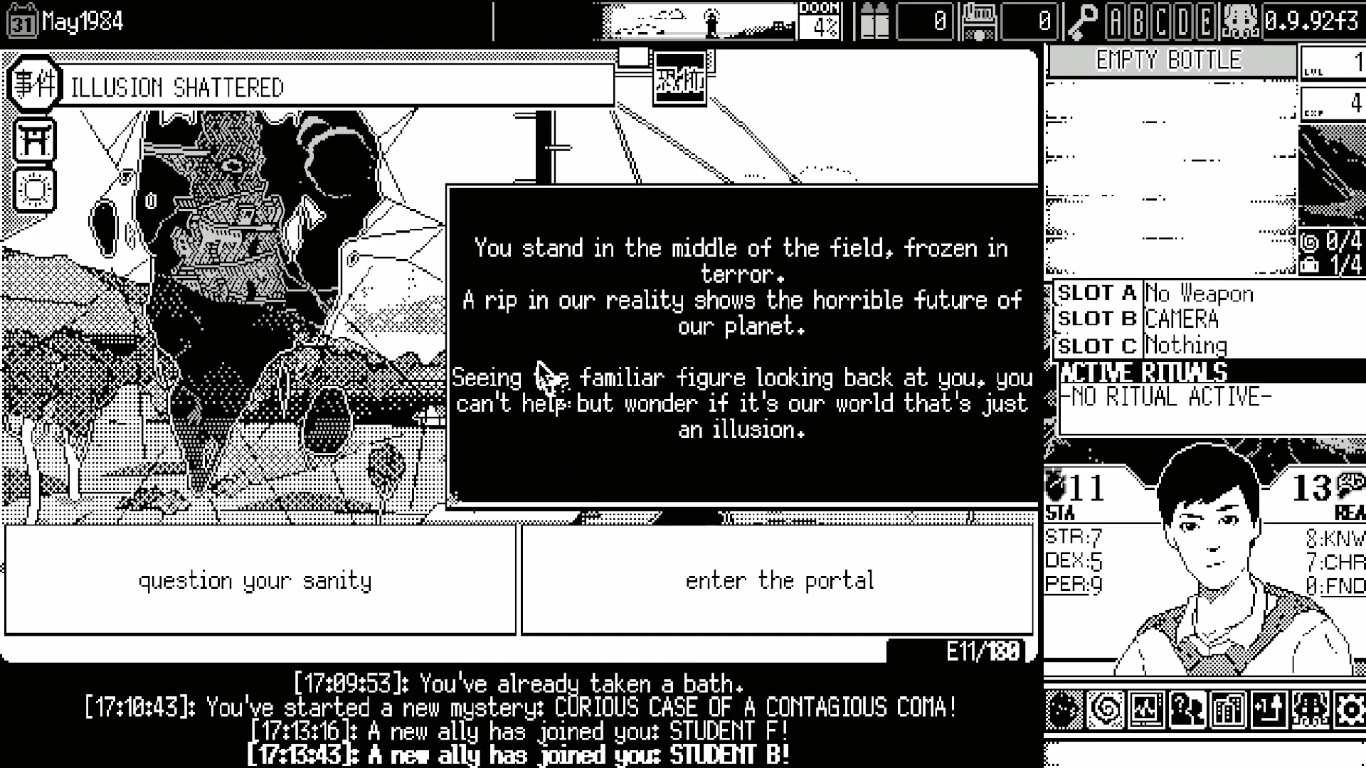 31 May1984
DOOM
4%
0
0
A B C D E
0.9.92f3
事件 ILLUSION SHATTERED
EMPTY BOTTLE
LVL 1
EXP 4
You stand in the middle of the field, frozen in
terror.
A rip in our reality shows the horrible future of
our planet.
Seeing familiar figure looking back at you, you
can't help but wonder if it's our world that's just
an illusion.
0/4
1/4
SLOT A No Weapon
SLOT B CAMERA
SLOT C Nothing
ACTIVE RITUALS
-NO RITUAL ACTIVE-
11
STA
13
REA
STR:7
DEX:5
PER:9
8:KNW
7:CHR
0:FND
question your sanity
enter the portal
E11/180
[17:09:53]: You've already taken a bath.
[17:10:43]: You've started a new mystery: CURIOUS CASE OF A CONTAGIOUS COMA!
[17:13:16]: A new ally has joined you: STUDENT F!
[17:13:43]: A new ally has joined you: STUDENT B!